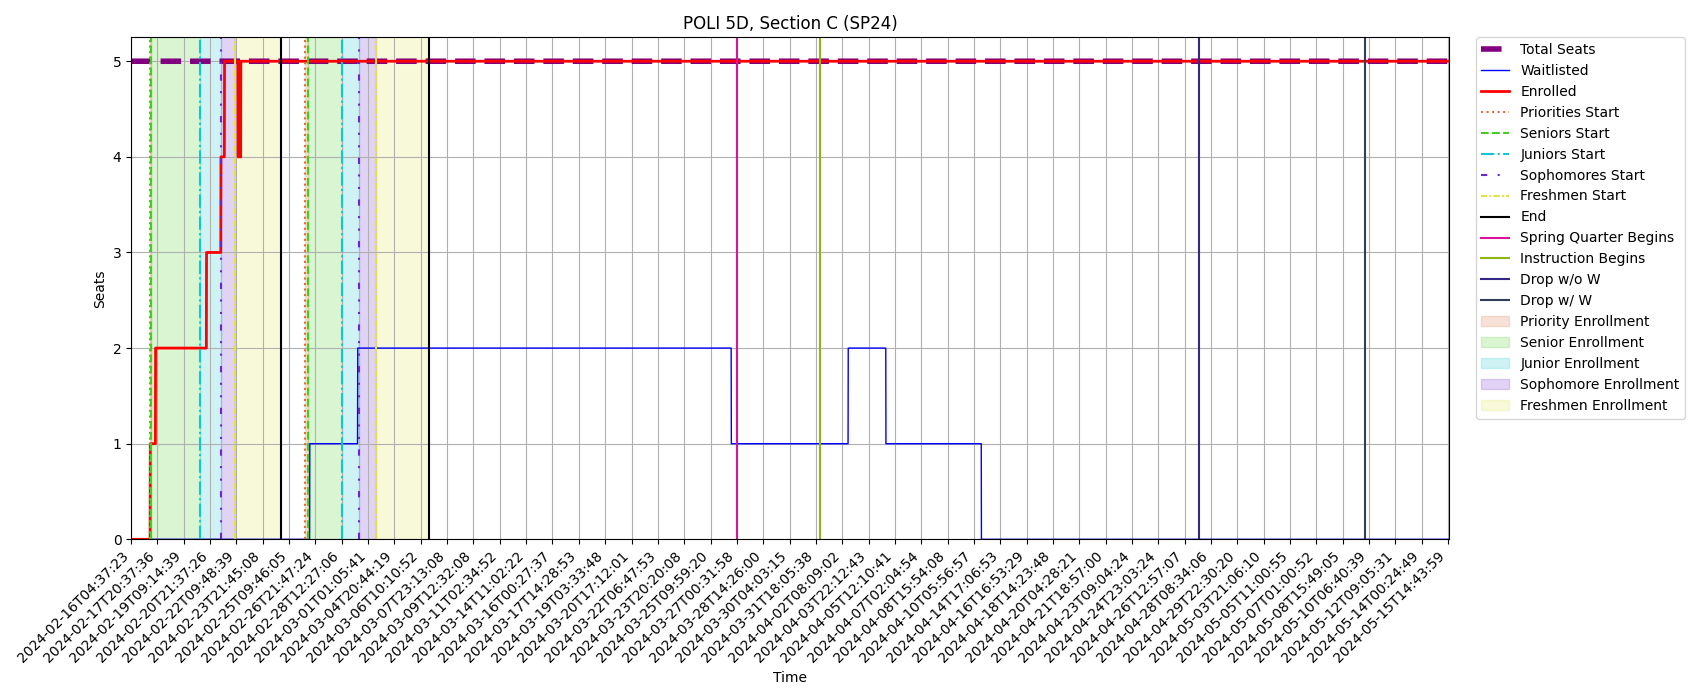 POLI 5D, Section C (SP24)
Seats
5
4
3
2
1
0
2024-02-16T04:37:23
2024-02-17T20:37:36
2024-02-19T09:14:39
2024-02-20T21:37:26
2024-02-22T09:48:39
2024-02-23T21:45:08
2024-02-25T09:46:05
2024-02-26T21:47:24
2024-02-28T12:27:06
2024-03-01T01:05:41
2024-03-04T20:44:19
2024-03-06T10:10:52
2024-03-07T23:13:08
2024-03-09T12:32:08
2024-03-11T02:34:52
2024-03-14T11:02:22
2024-03-16T00:27:37
2024-03-17T14:28:53
2024-03-19T03:33:48
2024-03-20T17:12:01
2024-03-22T06:47:53
2024-03-23T20:20:08
2024-03-25T09:59:20
2024-03-27T00:31:58
2024-03-28T14:26:00
2024-03-30T04:03:15
2024-03-31T18:05:38
2024-04-02T08:09:02
2024-04-03T22:12:43
2024-04-05T12:10:41
2024-04-07T02:04:54
2024-04-08T15:54:08
2024-04-10T05:56:57
2024-04-14T17:06:53
2024-04-16T16:53:29
2024-04-18T14:23:48
2024-04-20T04:28:21
2024-04-21T18:57:00
2024-04-23T09:04:24
2024-04-24T23:03:24
2024-04-26T12:57:07
2024-04-28T08:34:06
2024-04-29T22:30:20
2024-05-03T21:06:10
2024-05-05T11:00:55
2024-05-07T01:00:52
2024-05-08T15:49:05
2024-05-10T06:40:39
2024-05-12T09:05:31
2024-05-14T00:24:49
2024-05-15T14:43:59
Time
Total Seats
Waitlisted
Enrolled
Priorities Start
Seniors Start
Juniors Start
Sophomores Start
Freshmen Start
End
Spring Quarter Begins
Instruction Begins
Drop w/o W
Drop w/ W
Priority Enrollment
Senior Enrollment
Junior Enrollment
Sophomore Enrollment
Freshmen Enrollment